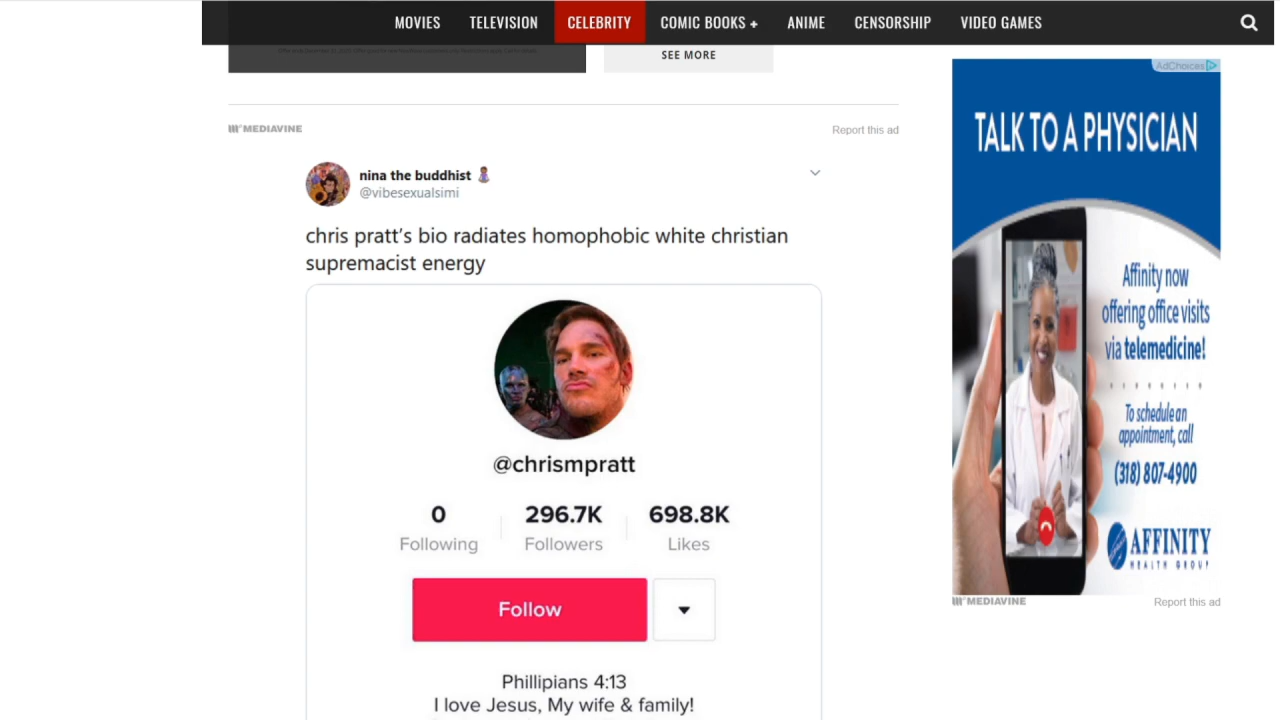 MOVIES TELEVISION CELEBRITY COMIC BOOKS + ANIME CENSORSHIP VIDEO GAMES
SEE MORE
MEDIAVINE Report this ad
nina the buddhist
@vibesexualsimi
chris pratt's bio radiates homophobic white christian
supremacist energy
@chrismpratt
0 296.7K 698.8K
Following Followers Likes
Follow
Phillipians 4:13
I love Jesus, My wife & family!
AdChoices
TALK TO A PHYSICIAN
Affinity now
offering office visits
via telemedicine!
To schedule an
appointment, call
(318) 807-4900
AFFINITY
HEALTH GROUP
MEDIAVINE Report this ad